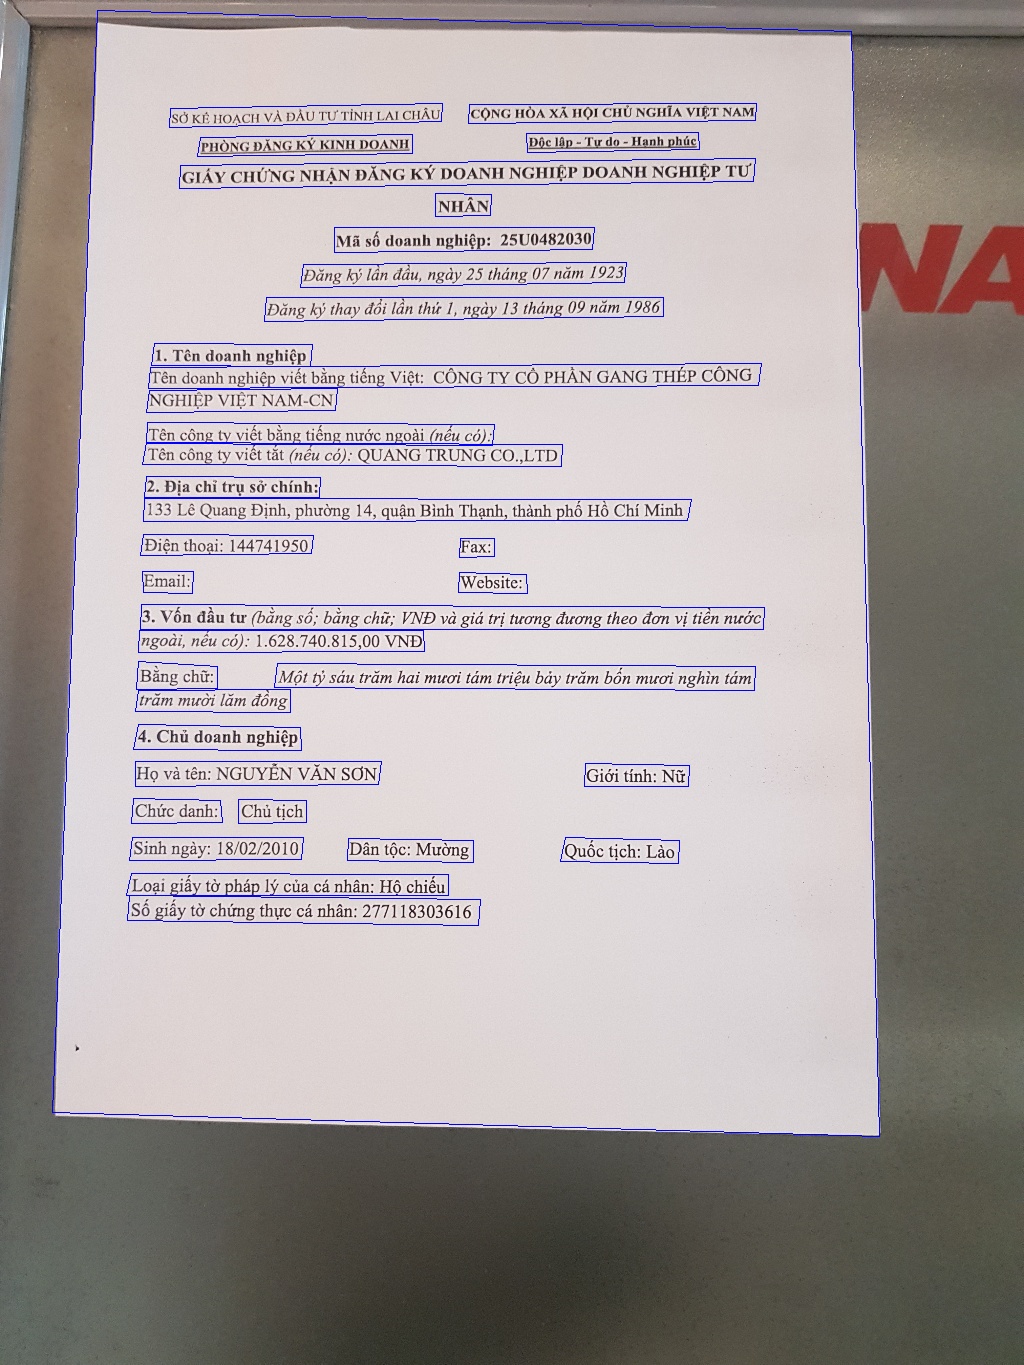 SỞ KẾ HOẠCH VÀ ĐẦU TƯ TỈNH LAI CHÂU
CỘNG HÒA XÃ HỘI CHỦ NGHĨA VIỆT NAM
PHÒNG ĐĂNG KÝ KINH DOANH
Độc lập - Tự do - Hạnh phúc
GIẤY CHỨNG NHẬN ĐĂNG KÝ DOANH NGHIỆP DOANH NGHIỆP TƯ
NHÂN
Mã số doanh nghiệp: 25U0482030
Đăng ký lần đầu, ngày 25 tháng 07 năm 1923
Đăng ký thay đổi lần thứ 1, ngày 13 tháng 09 năm 1986
NA
1. Tên doanh nghiệp
Tên doanh nghiệp viết bằng tiếng Việt: CÔNG TY CỔ PHẦN GANG THÉP CÔNG
NGHIỆP VIỆT NAM-CN
Tên công ty viết bằng tiếng nước ngoài (nếu có):
Tên công ty viết tắt (nếu có): QUANG TRUNG CO.,LTD
2. Địa chỉ trụ sở chính:
133 Lê Quang Định, phường 14, quận Bình Thạnh, thành phố Hồ Chí Minh
Điện thoại: 144741950 Fax:
Email: Website:
3. Vốn đầu tư (bằng số; bằng chữ; VNĐ và giá trị tương đương theo đơn vị tiền nước
ngoài, nếu có): 1.628.740.815,00 VNĐ
Bằng chữ: Một tỷ sáu trăm hai mươi tám triệu bảy trăm bốn mươi nghìn tám
trăm mười lăm đồng
4. Chủ doanh nghiệp
Họ và tên: NGUYỄN VĂN SƠN Giới tính: Nữ
Chức danh: Chủ tịch
Sinh ngày: 18/02/2010 Dân tộc: Mường Quốc tịch: Lào
Loại giấy tờ pháp lý của cá nhân: Hộ chiếu
Số giấy tờ chứng thực cá nhân: 277118303616